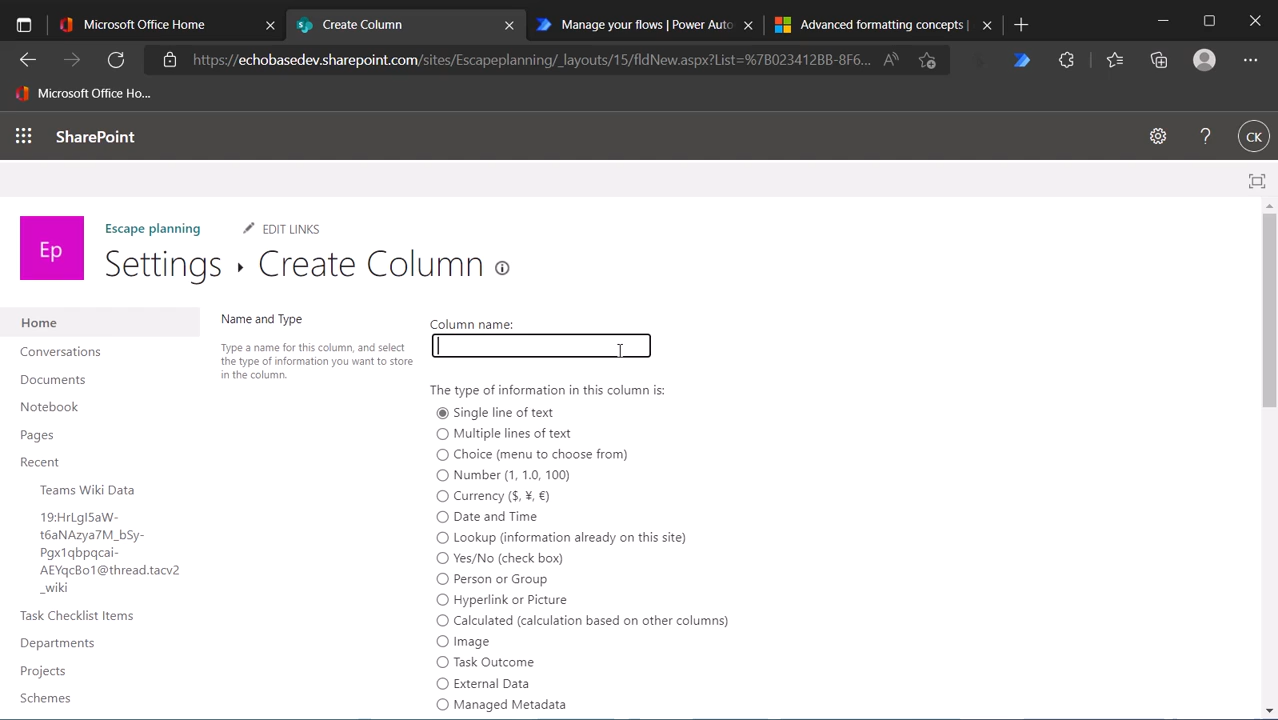 Microsoft Office Home
Create Column
Manage your flows | Power Auto
Advanced formatting concepts |
https://echobasedev.sharepoint.com/sites/Escapeplanning/_layouts/15/fldNew.aspx?List=%7B023412BB-8F6...
Microsoft Office Ho...
SharePoint
CK
Ep
Escape planning
EDIT LINKS
Settings ▸ Create Column
Home
Conversations
Documents
Notebook
Pages
Recent
Teams Wiki Data
19:HrLgI5aW-
t6aNAzya7M_bSy-
Pgx1qbpqcai-
AEYqcBo1@thread.tacv2
_wiki
Task Checklist Items
Departments
Projects
Schemes
Name and Type
Type a name for this column, and select
the type of information you want to store
in the column.
Column name:
The type of information in this column is:
Single line of text
Multiple lines of text
Choice (menu to choose from)
Number (1, 1.0, 100)
Currency ($, ¥, €)
Date and Time
Lookup (information already on this site)
Yes/No (check box)
Person or Group
Hyperlink or Picture
Calculated (calculation based on other columns)
Image
Task Outcome
External Data
Managed Metadata